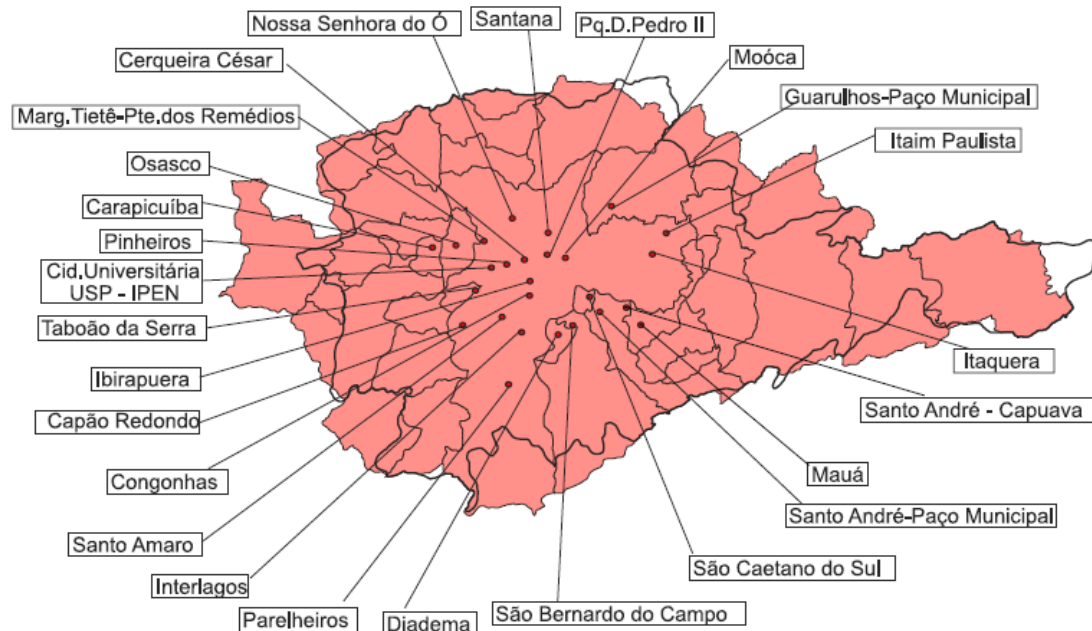 Nossa Senhora do Ó
Santana
Pq.D.Pedro II
Cerqueira César
Moóca
Marg.Tietê-Pte.dos Remédios
Guarulhos-Paço Municipal
Osasco
Itaim Paulista
Carapicuíba
Pinheiros
Cid.Universitária
USP - IPEN
Taboão da Serra
Itaquera
Ibirapuera
Santo André - Capuava
Capão Redondo
Mauá
Congonhas
Santo André-Paço Municipal
Santo Amaro
São Caetano do Sul
Interlagos
São Bernardo do Campo
Parelheiros
Diadema